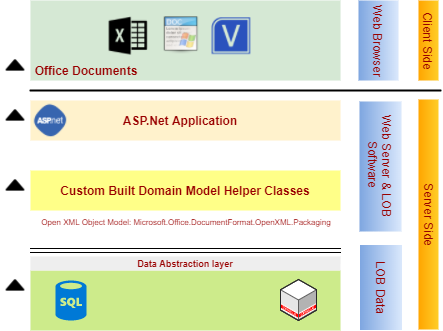 X
DOC
V
Office Documents
Web Browser
Client Side
ASP.net
ASP.Net Application
Custom Built Domain Model Helper Classes
Open XML Object Model: Microsoft.Office.DocumentFormat.OpenXML.Packaging
Web Server & LOB
Software
Server Side
Data Abstraction layer
SQL
LOB Data